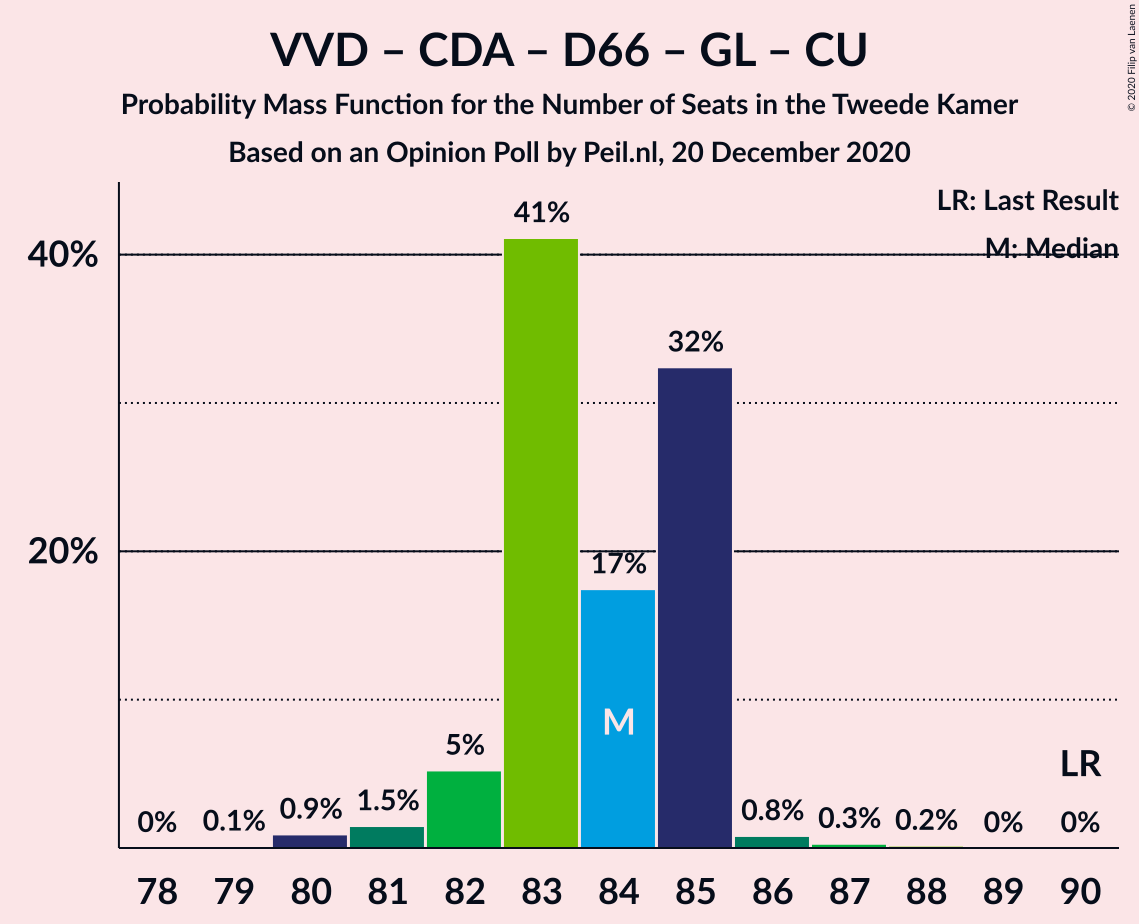 VVD – CDA – D66 – GL – CU
Probability Mass Function for the Number of Seats in the Tweede Kamer
Based on an Opinion Poll by Peil.nl, 20 December 2020
© 2020 Filip van Laenen
LR: Last Result
M: Median
40%
20%
0%
0.1%
0.9%
1.5%
5%
41%
17%
32%
0.8%
0.3%
0.2%
0%
0%
M
LR
78 79 80 81 82 83 84 85 86 87 88 89 90